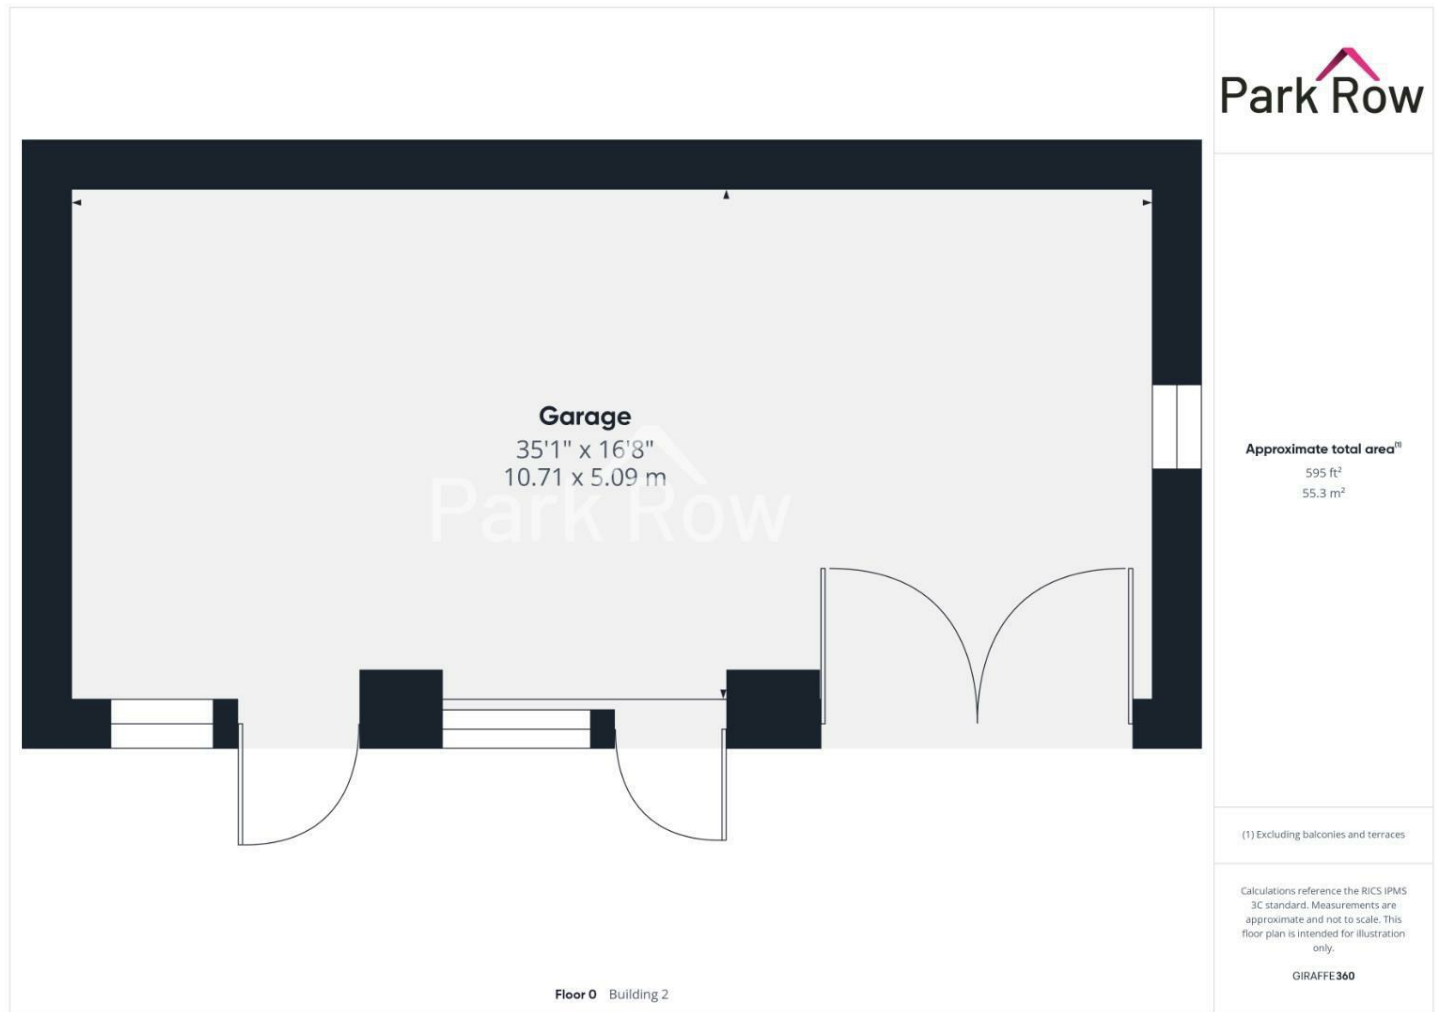 Park Row
Garage
35'1" x 16'8"
10.71 x 5.09 m
Park Row
Approximate total area(1)
595 ft²
55.3 m²
(1) Excluding balconies and terraces
Calculations reference the RICS IPMS
3C standard. Measurements are
approximate and not to scale. This
floor plan is intended for illustration
only.
GIRAFFE360
Floor 0 Building 2